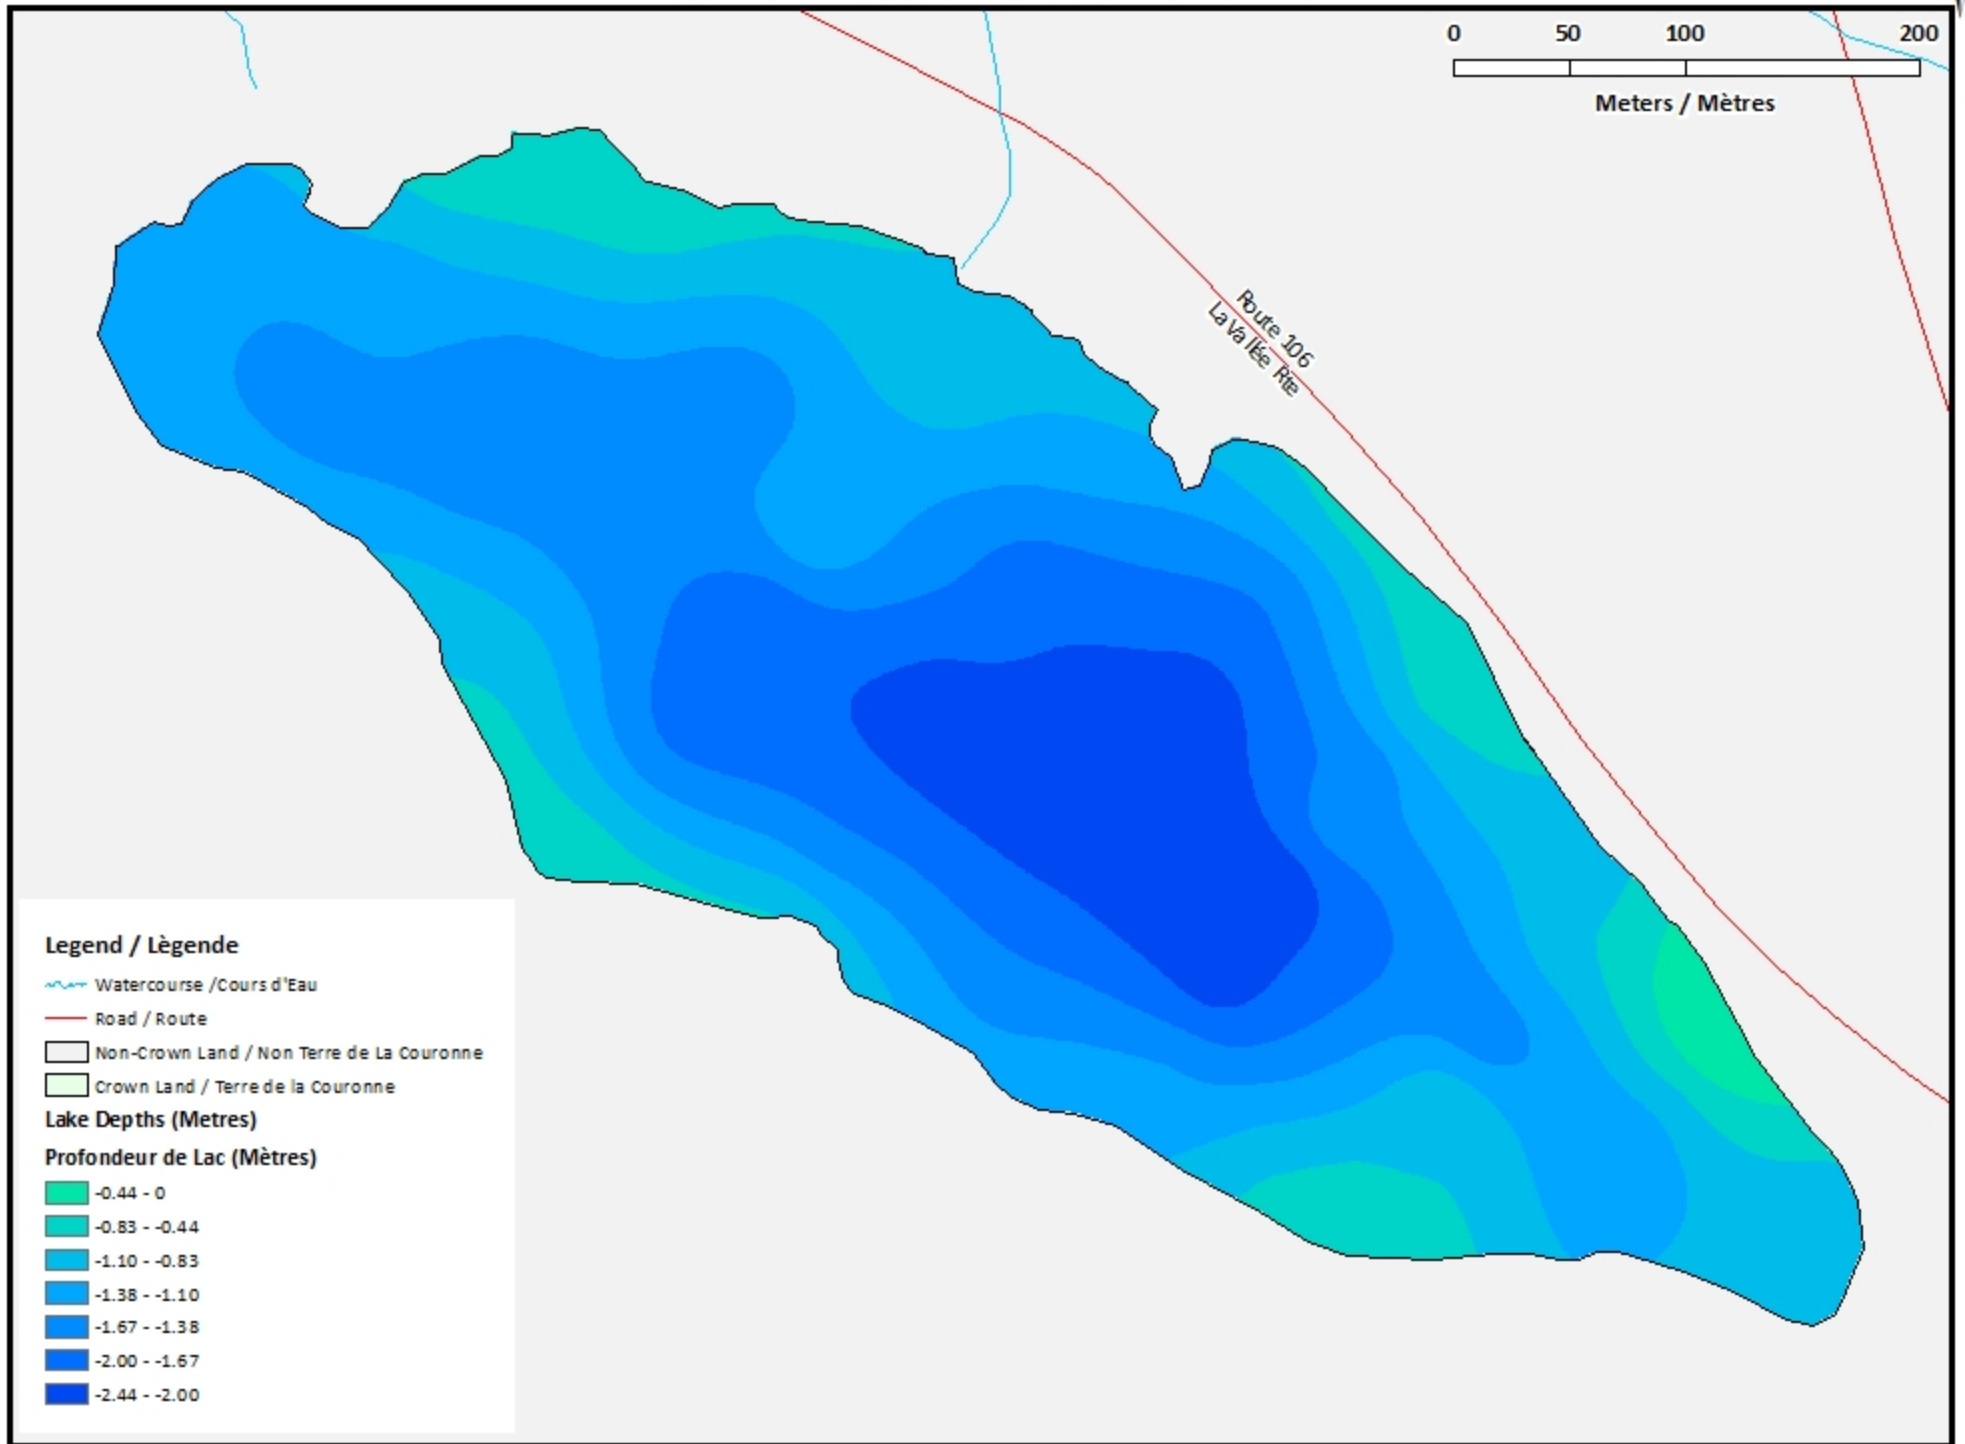 0 50 100 200
Meters / Mètres
Route 106
La Vallée Rte
Legend / Lègende
Watercourse /Cours d'Eau
Road / Route
Non-Crown Land / Non Terre de La Couronne
Crown Land / Terre de la Couronne
Lake Depths (Metres)
Profondeur de Lac (Mètres)
-0.44 - 0
-0.83 - -0.44
-1.10 - -0.83
-1.38 - -1.10
-1.67 - -1.38
-2.00 - -1.67
-2.44 - -2.00